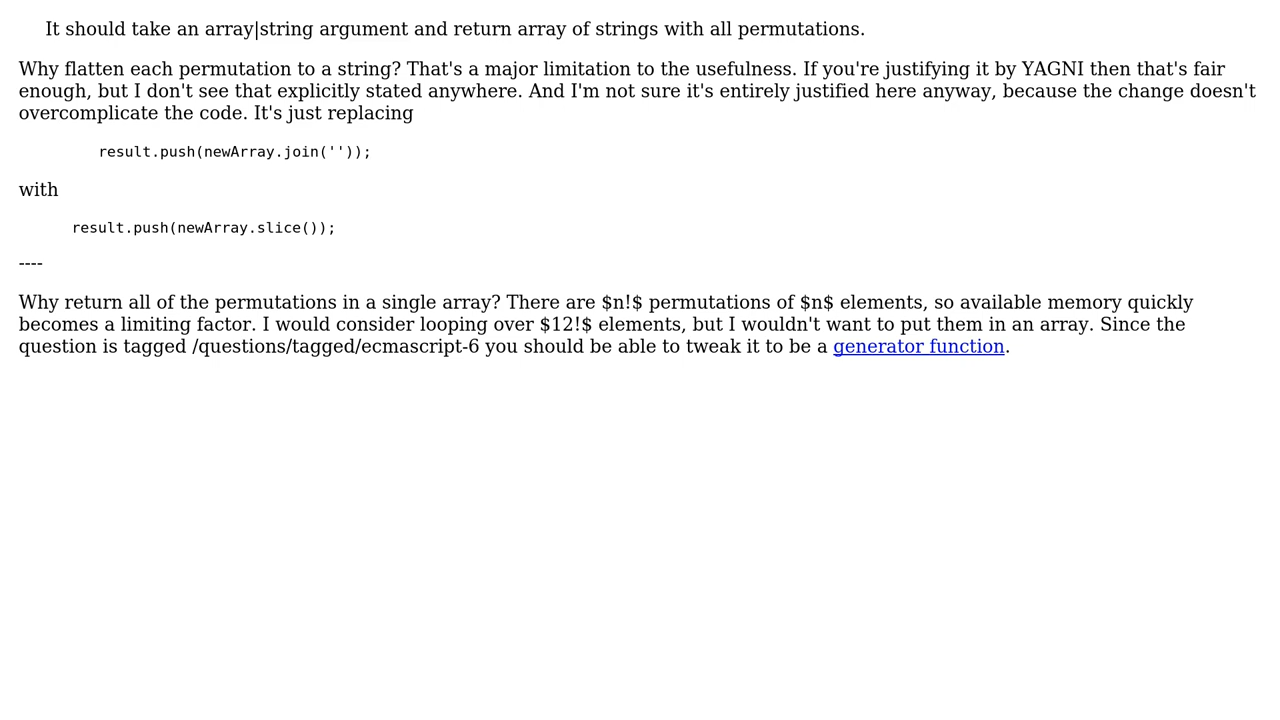 It should take an array|string argument and return array of strings with all permutations.
Why flatten each permutation to a string? That's a major limitation to the usefulness. If you're justifying it by YAGNI then that's fair
enough, but I don't see that explicitly stated anywhere. And I'm not sure it's entirely justified here anyway, because the change doesn't
overcomplicate the code. It's just replacing
result.push(newArray.join(''));
with
result.push(newArray.slice());
----
Why return all of the permutations in a single array? There are $n!$ permutations of $n$ elements, so available memory quickly
becomes a limiting factor. I would consider looping over $12!$ elements, but I wouldn't want to put them in an array. Since the
question is tagged /questions/tagged/ecmascript-6 you should be able to tweak it to be a generator function.